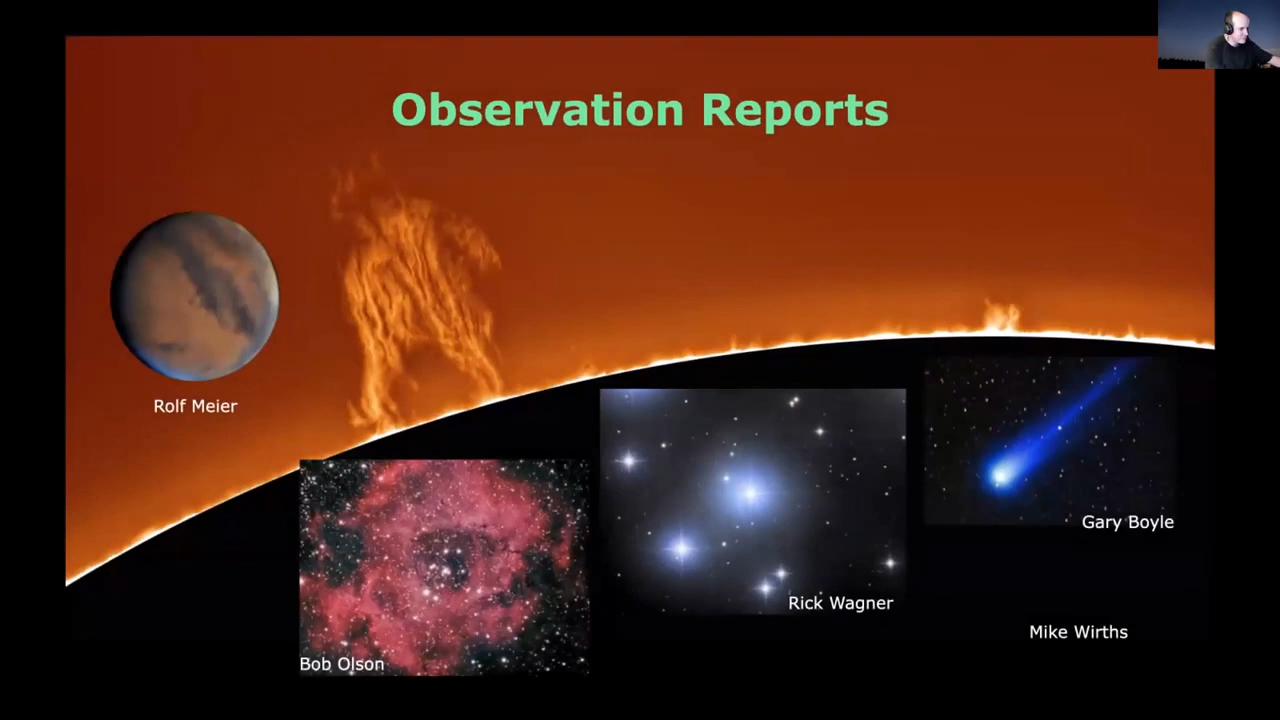 Observation Reports
Rolf Meier
Gary Boyle
Rick Wagner
Mike Wirths
Bob Olson